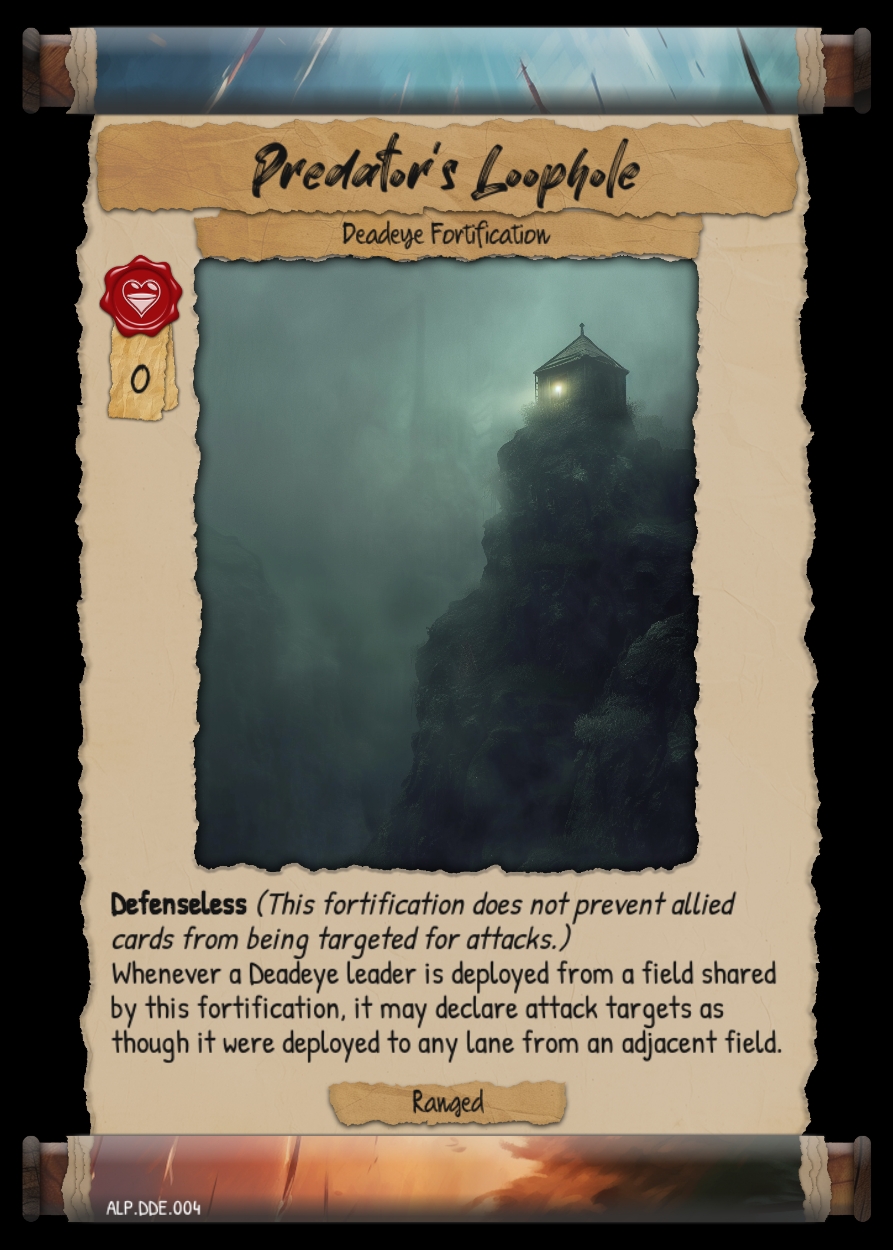 Predator's Loophole
Deadeye Fortification
0
Defenseless (This fortification does not prevent allied
cards from being targeted for attacks.)
Whenever a Deadeye leader is deployed from a field shared
by this fortification, it may declare attack targets as
though it were deployed to any lane from an adjacent field.
Ranged
ALP.DDE.004